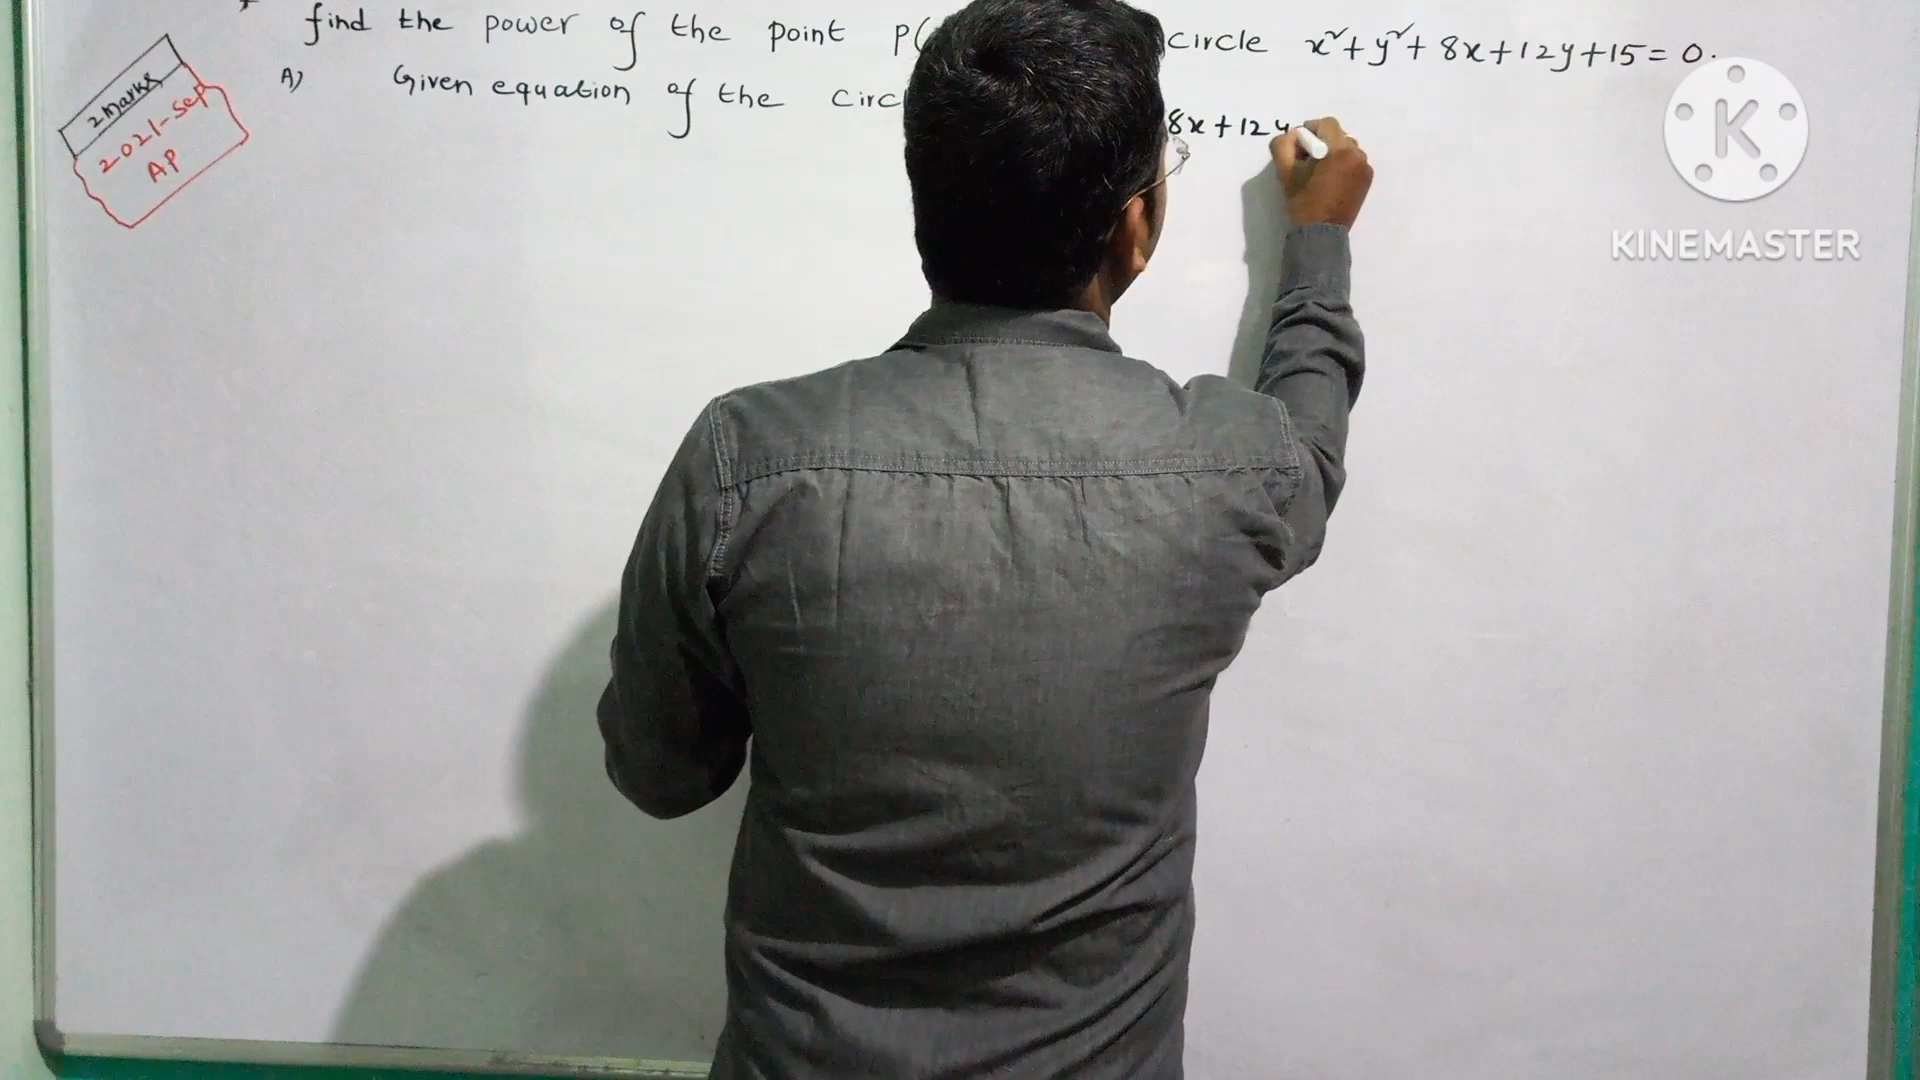 find the power of the point P( circle x²+y²+8x+12y+15=0.
A) Given equation of the circ
8x+12y
2 marks
2021-sep
AP
K
KINEMASTER